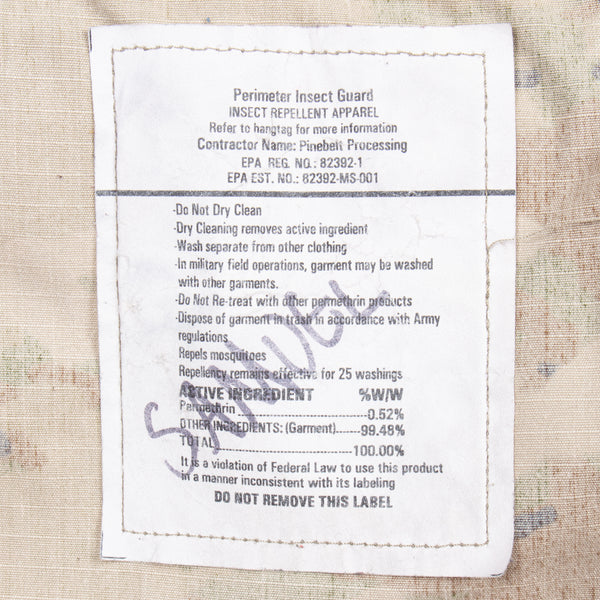 Perimeter Insect Guard
INSECT REPELLENT APPAREL
Refer to hangtag for more information
Contractor Name: Pinebelt Processing
EPA REG. NO.: 82392-1
EPA EST. NO.: 82392-MS-001
-Do Not Dry Clean
-Dry Cleaning removes active ingredient
-Wash separate from other clothing
-In military field operations, garment may be washed
with other garments.
-Do Not Re-treat with other permethrin products
-Dispose of garment in trash in accordance with Army
regulations
Repels mosquitoes
Repellency remains effective for 25 washings
ACTIVE INGREDIENT %W/W
Permethrin....................0.52%
OTHER INGREDIENTS: (Garment).......99.48%
TOTAL.........................100.00%
It is a violation of Federal Law to use this product
in a manner inconsistent with its labeling
DO NOT REMOVE THIS LABEL